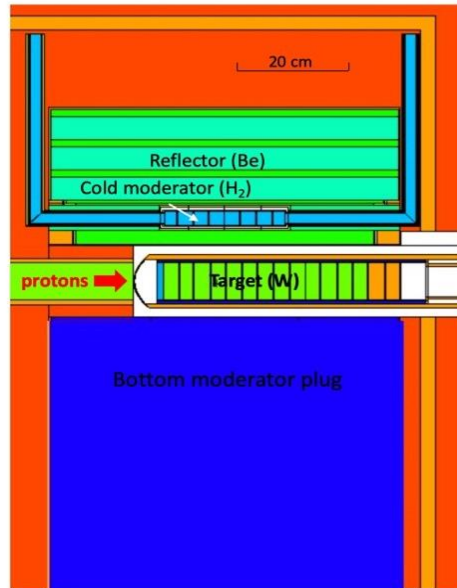 20 cm
Reflector (Be)
Cold moderator (H₂)
protons
Target (W)
Bottom moderator plug